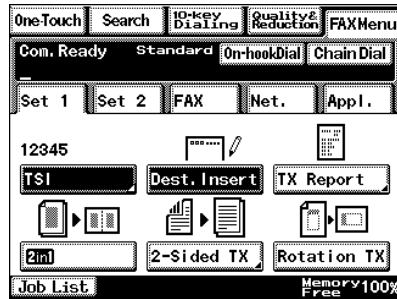 One-Touch Search 10-key Dialing Quality& Reduction FAXMenu
Com. Ready Standard On-hookDial Chain Dial
Set 1 Set 2 FAX Net. Appl.
12345
TSI Dest. Insert TX Report
2in1 2-Sided TX Rotation TX
Job List Memory Free 100%